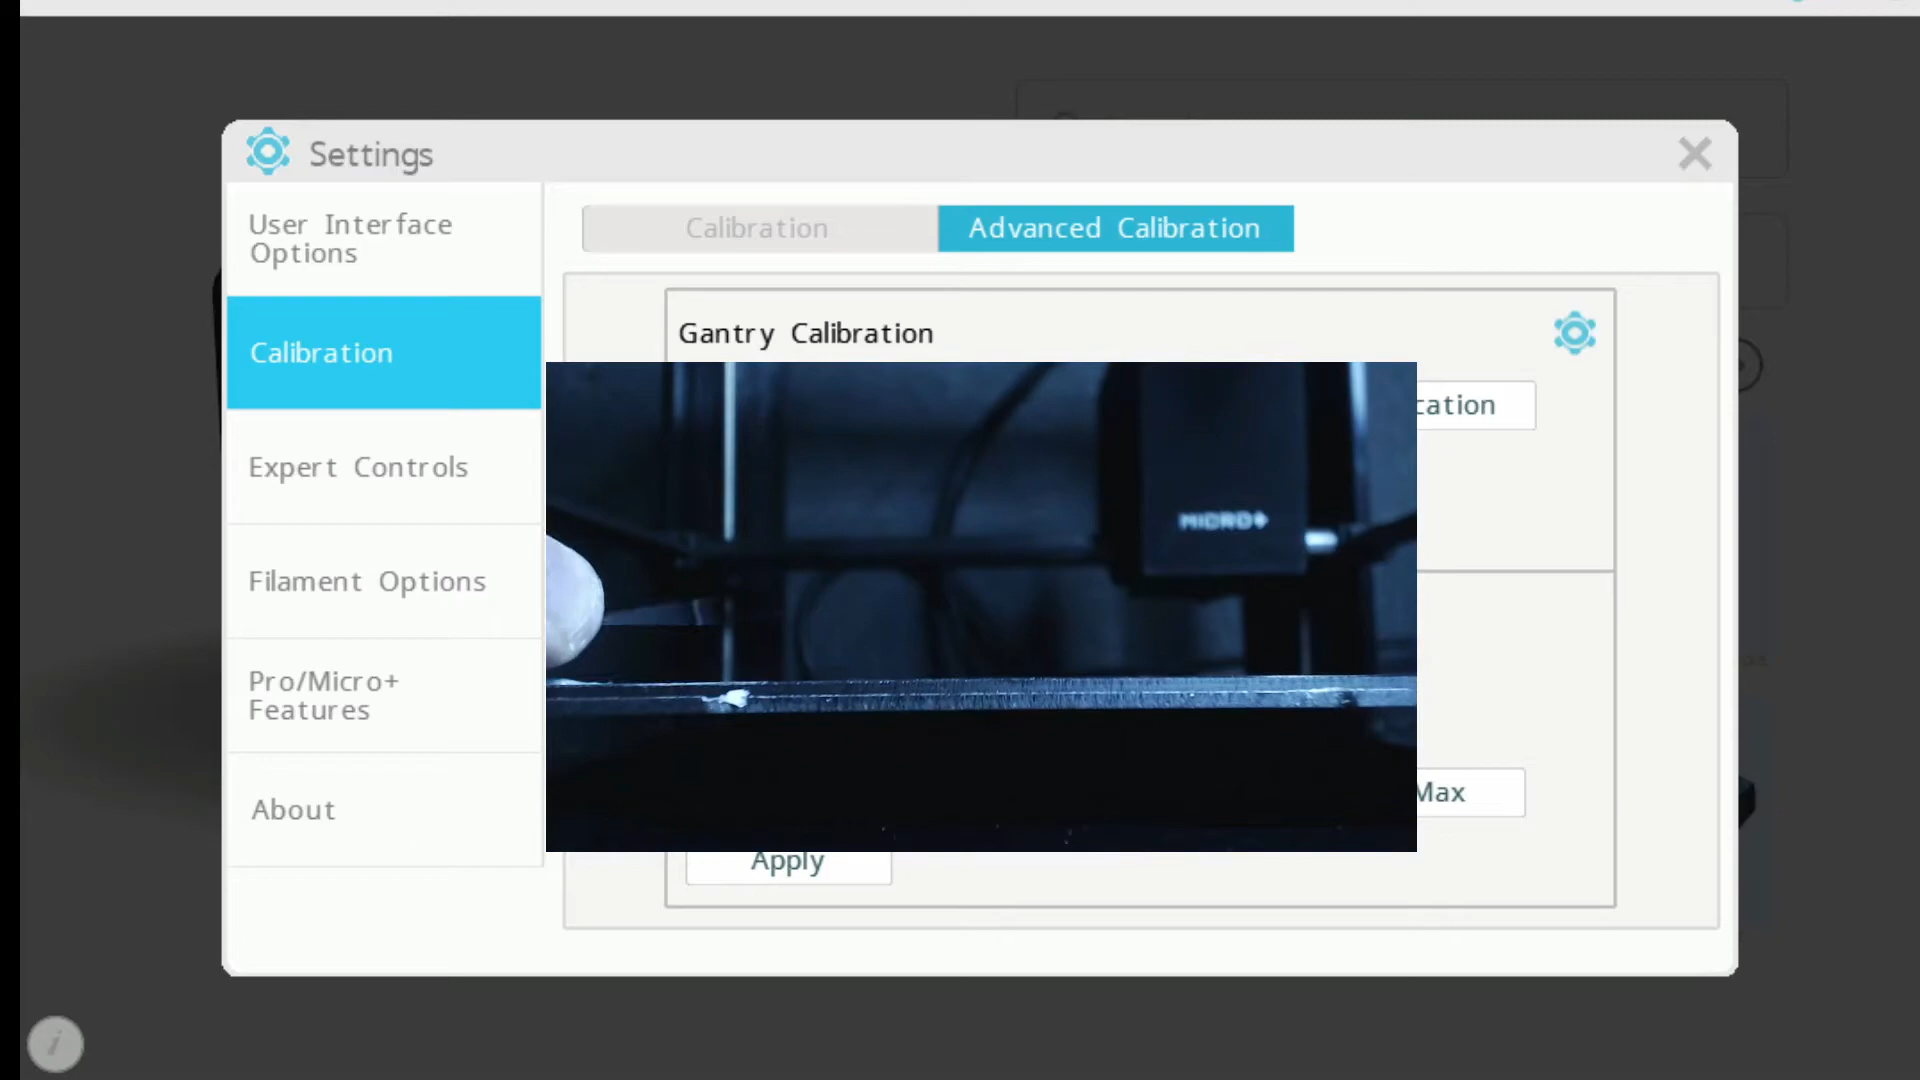 Settings
User Interface
Options
Calibration
Expert Controls
Filament Options
Pro/Micro+
Features
About
Calibration
Advanced Calibration
Gantry Calibration
cation
MICRO+
Max
Apply